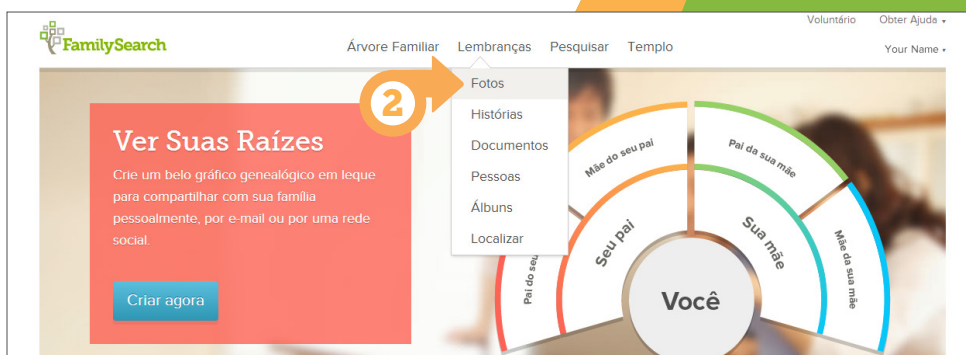 Voluntário Obter Ajuda
FamilySearch
Árvore Familiar Lembranças Pesquisar Templo
Your Name
2
Fotos
Histórias
Documentos
Pessoas
Álbuns
Localizar
Ver Suas Raízes
Crie um belo gráfico genealógico em leque
para compartilhar com sua família
pessoalmente, por e-mail ou por uma rede
social.
Criar agora
Pai do seu
Mãe do seu pai
Pai da sua mãe
Mãe da sua mãe
Seu pai
Sua mãe
Você